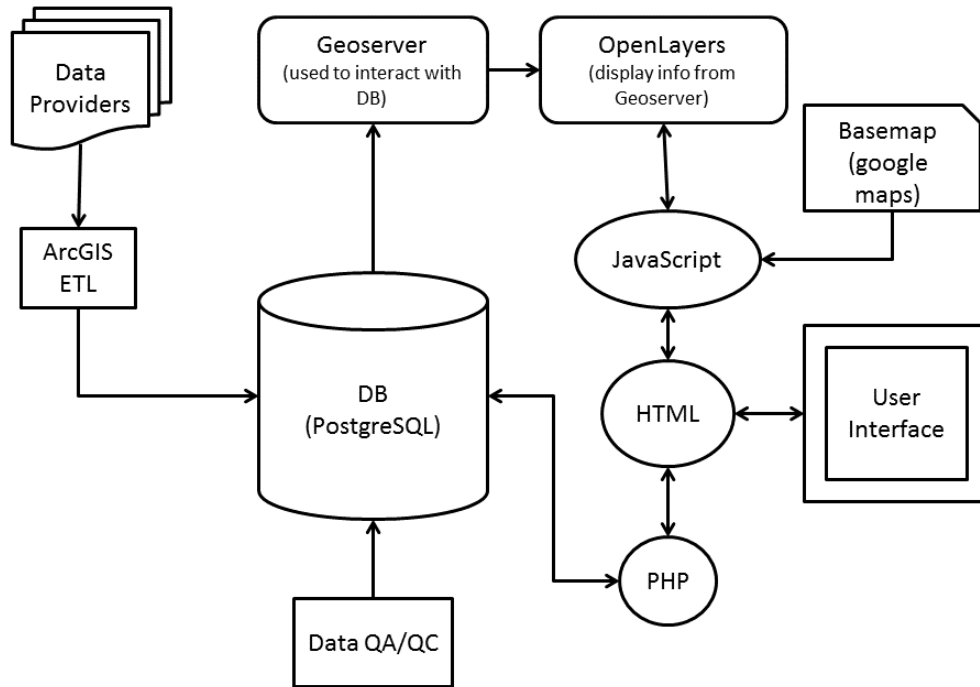 Data
Providers
Geoserver
(used to interact with
DB)
OpenLayers
(display info from
Geoserver)
Basemap
(google
maps)
ArcGIS
ETL
JavaScript
DB
(PostgreSQL)
HTML
User
Interface
PHP
Data QA/QC